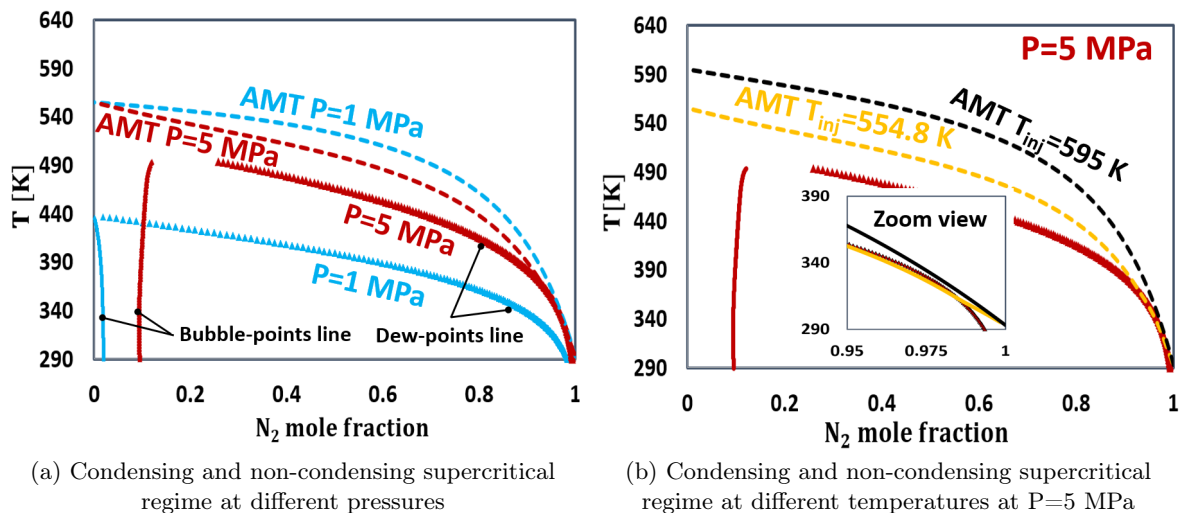 640
590
540
490
440
390
340
290
T [K]
AMT P=1 MPa
AMT P=5 MPa
P=5 MPa
P=1 MPa
Bubble-points line
Dew-points line
0
0.2
0.4
0.6
0.8
1
N₂ mole fraction
(a) Condensing and non-condensing supercritical
regime at different pressures
640
590
540
490
440
390
340
290
T [K]
P=5 MPa
AMT Tinj=595 K
AMT Tinj=554.8 K
Zoom view
390
340
290
0.95
0.975
1
0
0.2
0.4
0.6
0.8
1
N₂ mole fraction
(b) Condensing and non-condensing supercritical
regime at different temperatures at P=5 MPa